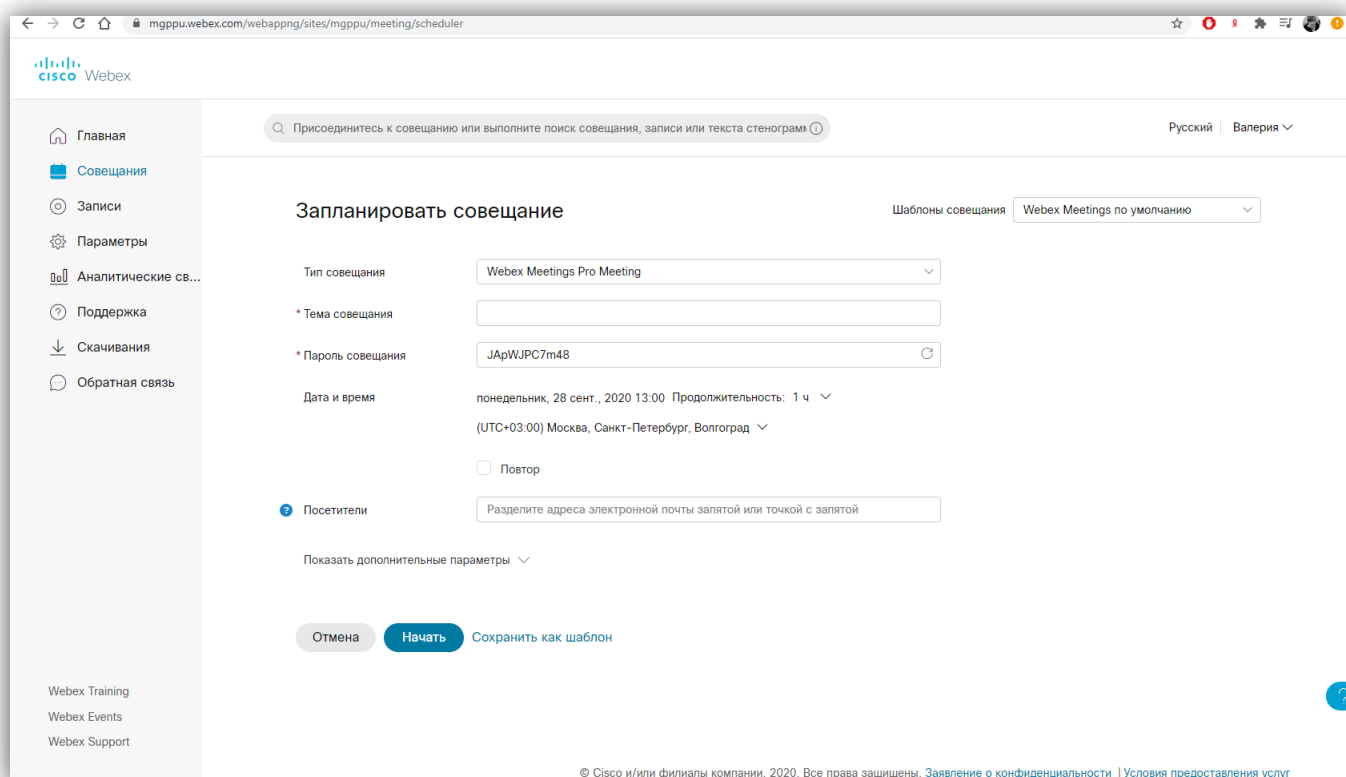 mgppu.webex.com/webappng/sites/mgppu/meeting/scheduler
CISCO Webex
Главная
Совещания
Записи
Параметры
Аналитические св...
Поддержка
Скачивания
Обратная связь
Webex Training
Webex Events
Webex Support
Присоединитесь к совещанию или выполните поиск совещания, записи или текста стенограмм
Русский Валерия
Запланировать совещание
Шаблоны совещания Webex Meetings по умолчанию
Тип совещания Webex Meetings Pro Meeting
* Тема совещания
* Пароль совещания JApWJPC7m48
Дата и время понедельник, 28 сент., 2020 13:00 Продолжительность: 1 ч
(UTC+03:00) Москва, Санкт-Петербург, Волгоград
Повтор
? Посетители Разделите адреса электронной почты запятой или точкой с запятой
Показать дополнительные параметры
Отмена Начать Сохранить как шаблон
© Cisco и/или филиалы компании, 2020. Все права защищены. Заявление о конфиденциальности | Условия предоставления услуг